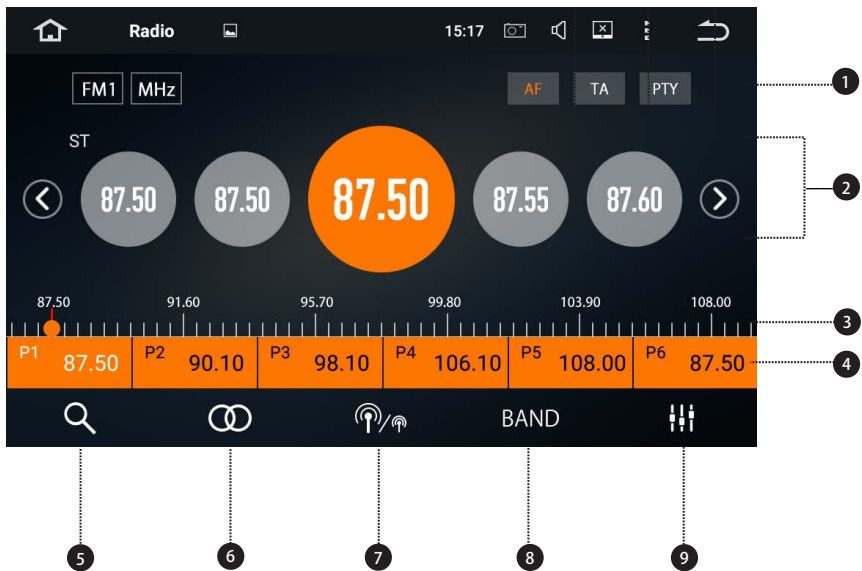 Radio 15:17
FM1 MHz AF TA PTY 1
ST
87.50 87.50 87.50 87.55 87.60 2
87.50 91.60 95.70 99.80 103.90 108.00
3
P1 87.50 P2 90.10 P3 98.10 P4 106.10 P5 108.00 P6 87.50 4
BAND
5 6 7 8 9